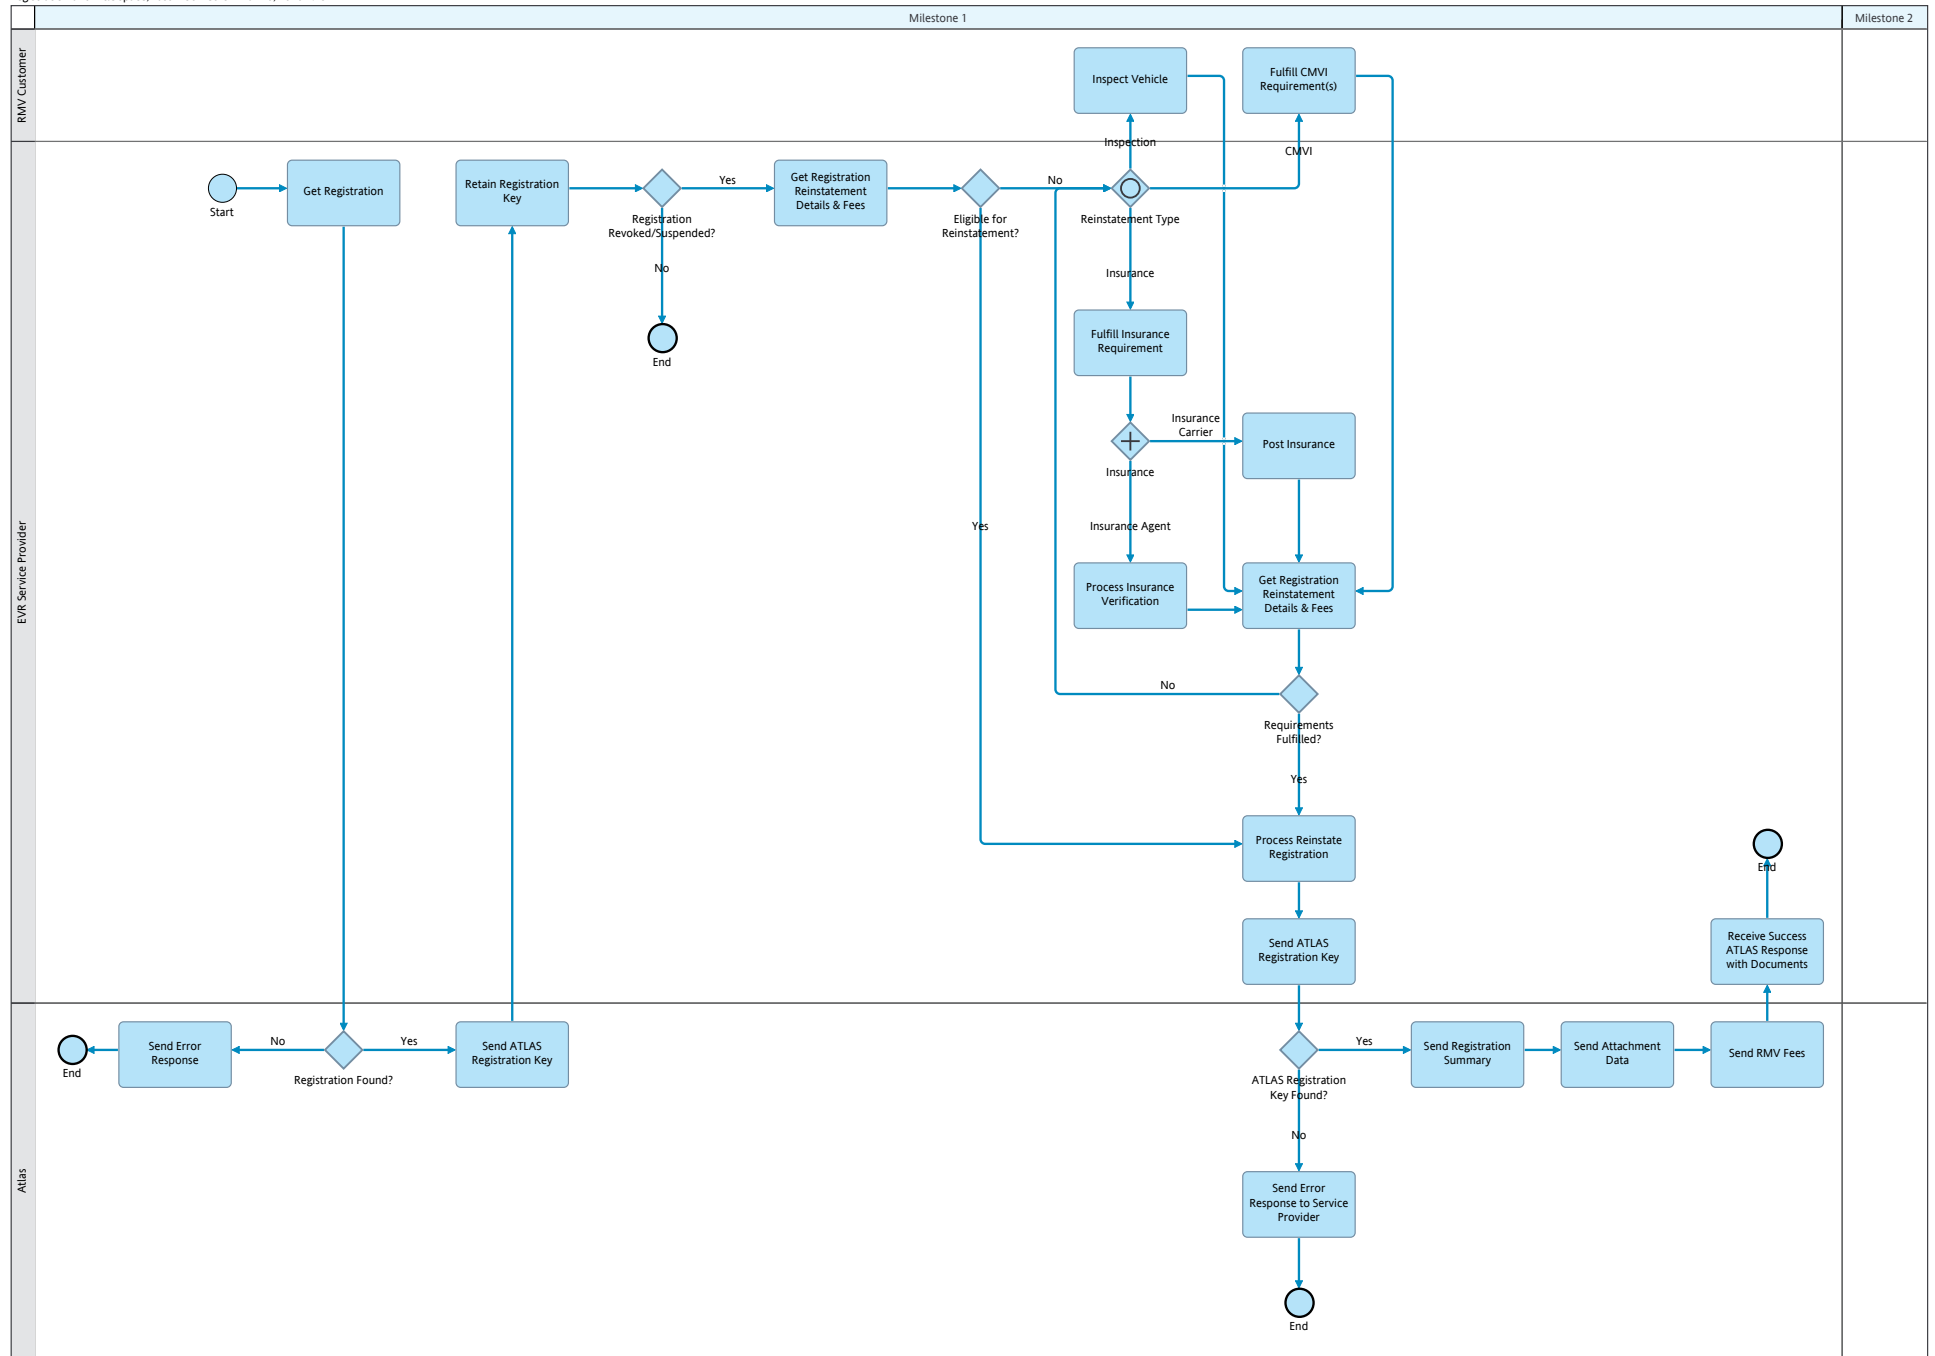 Milestone 1
Milestone 2
RMV Customer
Inspect Vehicle
Fulfill CMVI
Requirement(s)
Inspection
CMVI
EVR Service Provider
Start
Get Registration
Retain Registration
Key
Registration
Revoked/Suspended?
Yes
No
End
Get Registration
Reinstatement
Details & Fees
Eligible for
Reinstatement?
No
Yes
Reinstatement Type
Insurance
Fulfill Insurance
Requirement
Insurance
Carrier
Insurance
Post Insurance
Insurance Agent
Process Insurance
Verification
Get Registration
Reinstatement
Details & Fees
No
Requirements
Fulfilled?
Yes
Process Reinstate
Registration
Send ATLAS
Registration Key
End
Receive Success
ATLAS Response
with Documents
Atlas
End
Send Error
Response
No
Registration Found?
Yes
Send ATLAS
Registration Key
ATLAS Registration
Key Found?
Yes
Send Registration
Summary
Send Attachment
Data
Send RMV Fees
No
Send Error
Response to Service
Provider
End